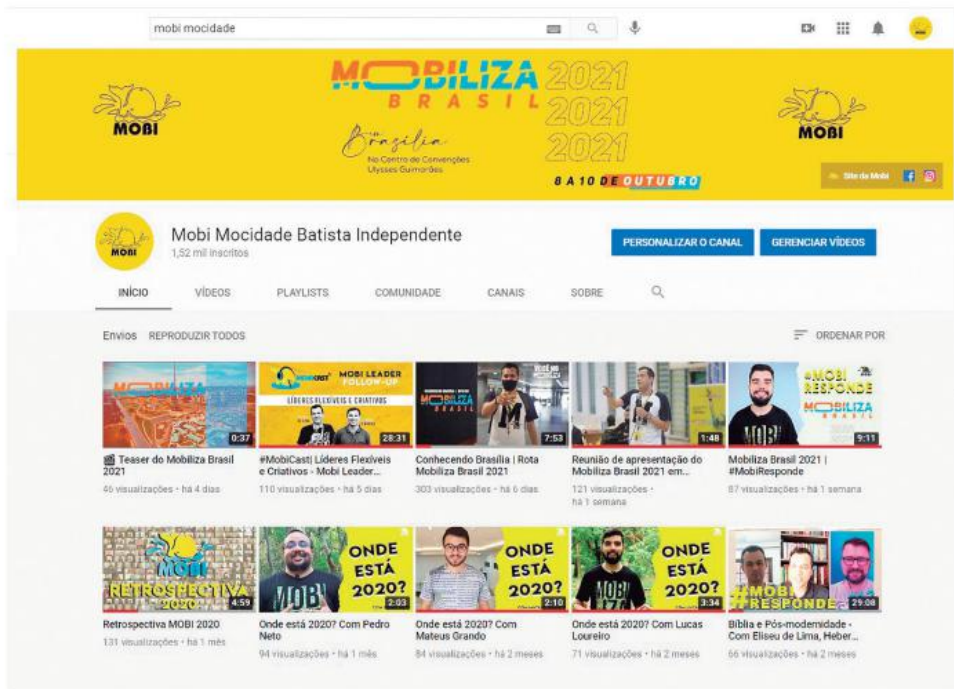 mobi mocidade
MOBILIZA 2021
BRASIL 2021
2021
2021
em
Brasília
No Centro de Convenções
Ulysses Guimarães
8 A 10 DE OUTUBRO
MOBI
MOBI
Site da Mobi
MOBI
Mobi Mocidade Batista Independente
1,52 mil inscritos
PERSONALIZAR O CANAL
GERENCIAR VÍDEOS
INÍCIO VÍDEOS PLAYLISTS COMUNIDADE CANAIS SOBRE
Envios REPRODUZIR TODOS
ORDENAR POR
MOBILIZA
0:37
MOBICAST MOBI LEADER
FOLLOW-UP
LÍDERES FLEXÍVEIS E CRIATIVOS
28:31
MOBILIZA
BRASIL
7:53
1:48
#MOBI
RESPONDE
MOBILIZA
BRASIL
9:11
Teaser do Mobiliza Brasil
2021
46 visualizações • há 4 dias
#MobiCast| Líderes Flexíveis
e Criativos - Mobi Leader...
110 visualizações • há 5 dias
Conhecendo Brasília | Rota
Mobiliza Brasil 2021
303 visualizações • há 6 dias
Reunião de apresentação do
Mobiliza Brasil 2021 em...
121 visualizações •
há 1 semana
Mobiliza Brasil 2021 |
#MobiResponde
87 visualizações • há 1 semana
MOBI
RETROSPECTIVA
2020
4:59
ONDE
ESTÁ
2020?
MOBI
2:03
ONDE
ESTÁ
2020?
2:10
ONDE
ESTÁ
2020?
MOBI
3:34
#MOBI
RESPONDE
29:08
Retrospectiva MOBI 2020
131 visualizações • há 1 mês
Onde está 2020? Com Pedro
Neto
94 visualizações • há 1 mês
Onde está 2020? Com
Mateus Grando
84 visualizações • há 2 meses
Onde está 2020? Com Lucas
Loureiro
71 visualizações • há 2 meses
Bíblia e Pós-modernidade -
Com Eliseu de Lima, Heber...
66 visualizações • há 2 meses